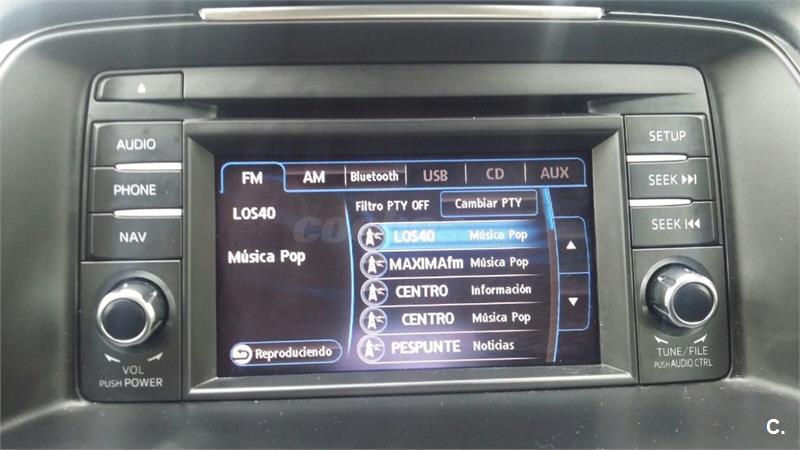 AUDIO
PHONE
NAV
VOL
PUSH POWER
FM AM Bluetooth USB CD AUX
LOS40
Música Pop
Reproduciendo
Filtro PTY OFF Cambiar PTY
LOS40 Música Pop
MAXIMAfm Música Pop
CENTRO Información
CENTRO Música Pop
PESPUNTE Noticias
SETUP
SEEK
SEEK
TUNE/FILE
PUSH AUDIO CTRL
C.